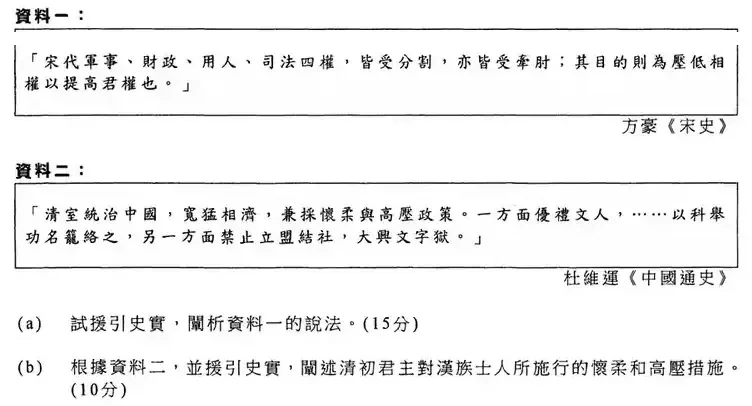 資料一：
「宋代軍事、財政、用人、司法四權，皆受分割，亦皆受牽肘；其目的則為壓低相
權以提高君權也。」
方豪《宋史》
資料二：
「清室統治中國，寬猛相濟，兼採懷柔與高壓政策。一方面優禮文人，……以科舉
功名籠絡之，另一方面禁止立盟結社，大興文字獄。」
杜維運《中國通史》
(a) 試援引史實，闡析資料一的說法。(15分)
(b) 根據資料二，並援引史實，闡述清初君主對漢族士人所施行的懷柔和高壓措施。
(10分)